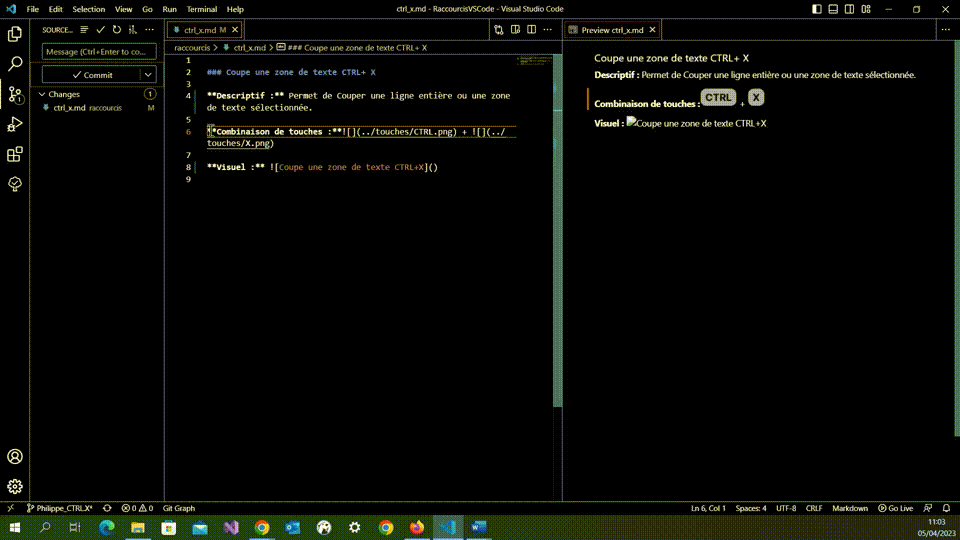 File Edit Selection View Go Run Terminal Help
ctrl_x.md - RaccourcisVSCode - Visual Studio Code
SOURCE...
Message (Ctrl+Enter to co...
Commit
Changes 1
ctrl_x.md raccourcis M
1
ctrl_x.md M
raccourcis > ctrl_x.md > ### Coupe une zone de texte CTRL+ X
1
2 ### Coupe une zone de texte CTRL+ X
4 **Descriptif :** Permet de Couper une ligne entière ou une zone
de texte sélectionnée.
5
6 **Combinaison de touches :**![](../touches/CTRL.png) + ![](../
touches/X.png)
7
8 **Visuel :** ![Coupe une zone de texte CTRL+X]()
9
Preview ctrl_x.md
Coupe une zone de texte CTRL+ X
Descriptif : Permet de Couper une ligne entière ou une zone de texte sélectionnée.
Combinaison de touches : CTRL + X
Visuel : Coupe une zone de texte CTRL+X
Philippe_CTRL.X* 0 0 Git Graph
Ln 6, Col 1 Spaces: 4 UTF-8 CRLF Markdown Go Live
11:03
05/04/2023